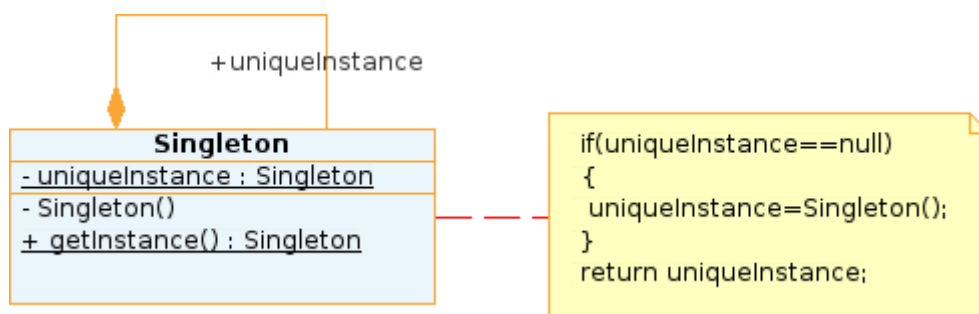 +uniqueInstance
Singleton
- uniqueInstance : Singleton
- Singleton()
+ getInstance() : Singleton
if(uniqueInstance==null)
{
uniqueInstance=Singleton();
}
return uniqueInstance;